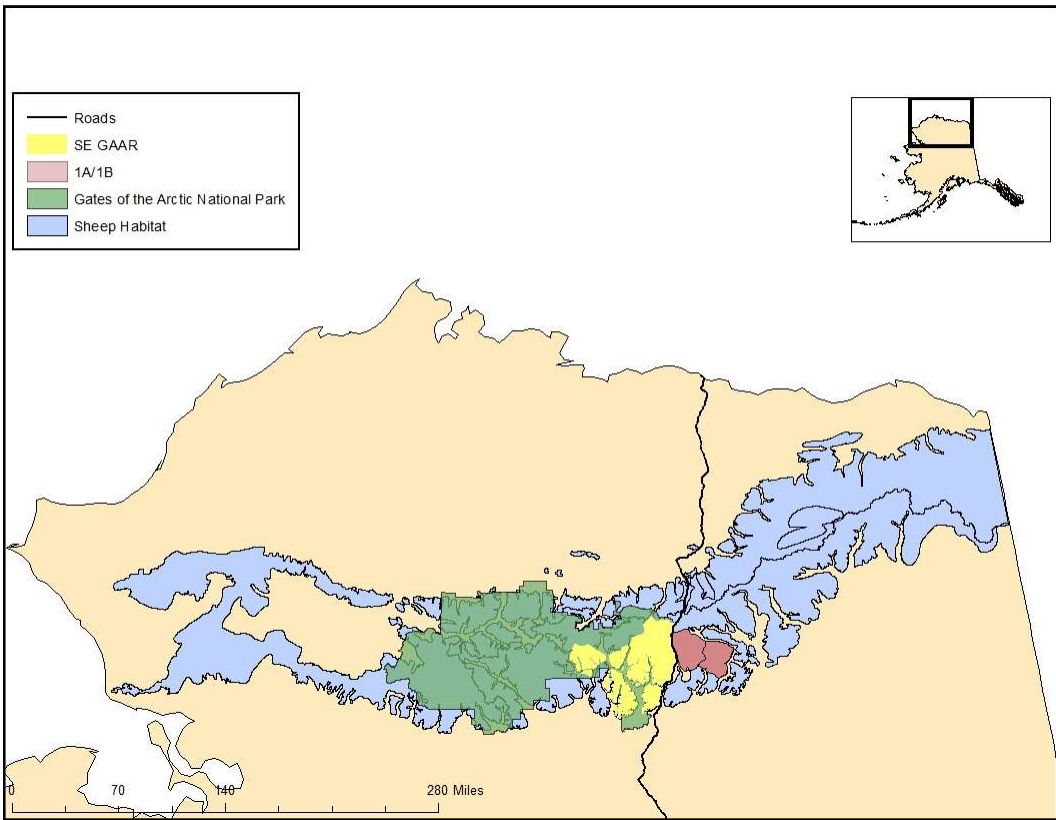 Roads
SE GAAR
1A/1B
Gates of the Arctic National Park
Sheep Habitat
0 70 140 280 Miles